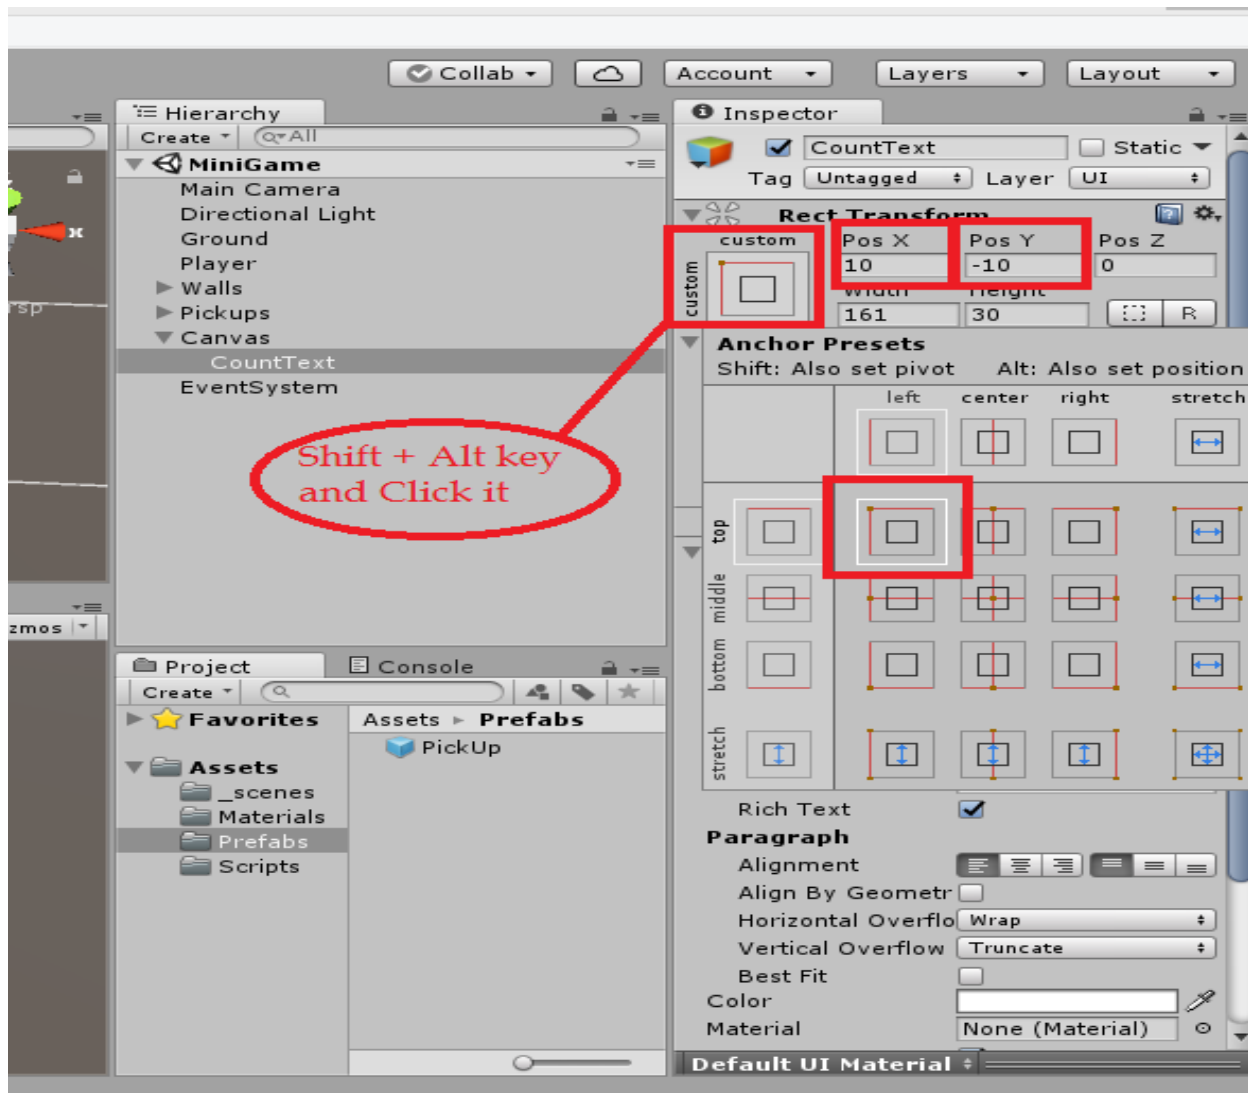 Collab
Account
Layers
Layout
Hierarchy
Create
All
MiniGame
Main Camera
Directional Light
Ground
Player
Walls
Pickups
Canvas
CountText
EventSystem
Shift + Alt key
and Click it
zmos
Project
Console
Create
Favorites
Assets
_scenes
Materials
Prefabs
Scripts
Assets ▸ Prefabs
PickUp
Inspector
CountText
Static
Tag Untagged Layer UI
Rect Transform
custom
custom
Pos X Pos Y Pos Z
10 -10 0
Width Height
161 30 R
Anchor Presets
Shift: Also set pivot Alt: Also set position
left center right stretch
top
middle
bottom
stretch
Rich Text
Paragraph
Alignment
Align By Geometr
Horizontal Overflo Wrap
Vertical Overflow Truncate
Best Fit
Color
Material None (Material)
Default UI Material
x